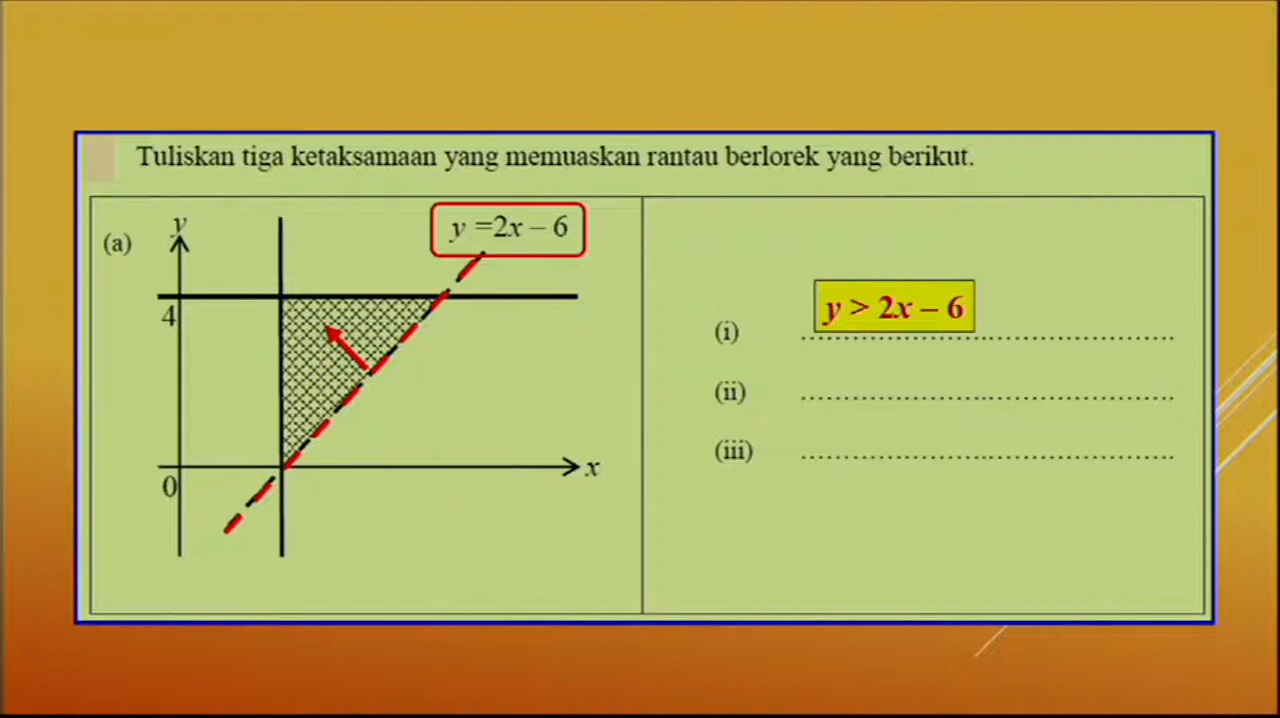 Tuliskan tiga ketaksamaan yang memuaskan rantau berlorek yang berikut.
(a)
y
y =2x – 6
4
0
x
(i) y > 2x – 6 ........................................
(ii) ........................................
(iii) ........................................